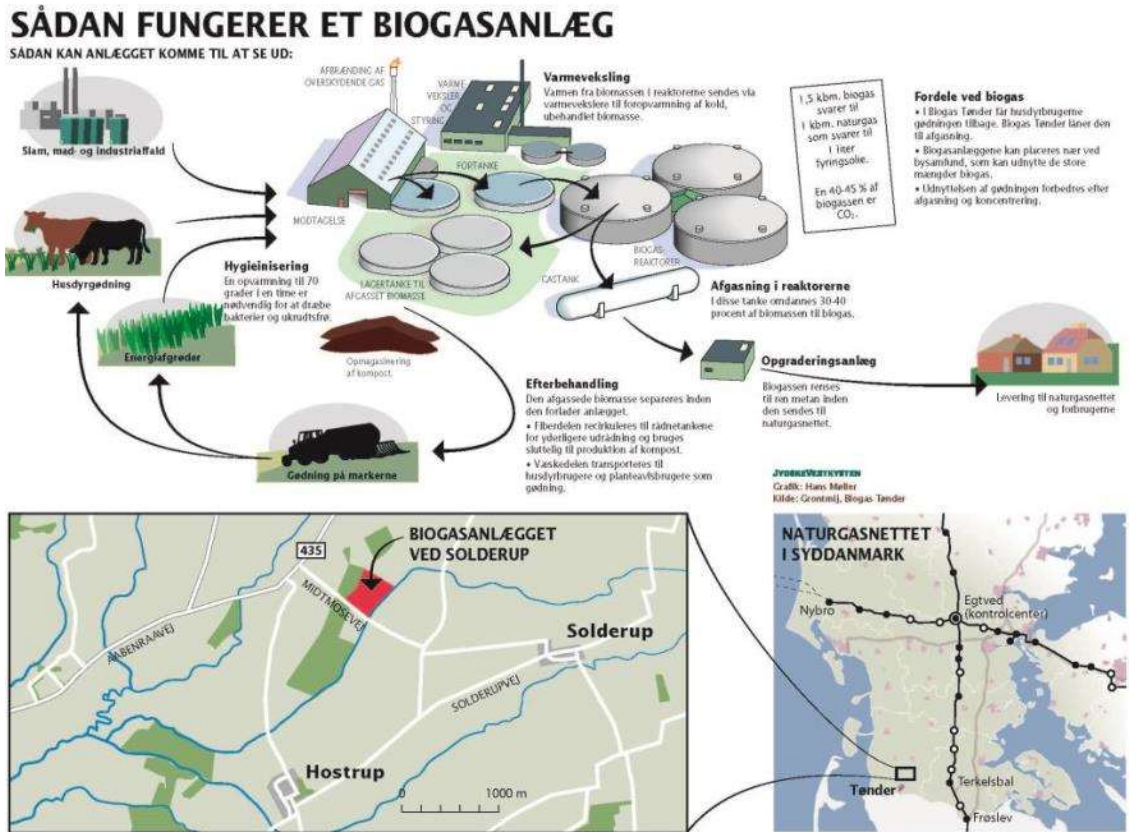 SÅDAN FUNGERER ET BIOGASANLÆG
SÅDAN KAN ANLÆGGET KOMME TIL AT SE UD:
Slam, mad- og industriaffald
Husdyrgødning
Energiafgrøder
Gødning på markerne
AFBRÆNDING AF
OVERSKYDENDE GAS
VARME
VEKSLER
OG
STYRING
MODTAGELSE
FORTANKE
LAGERTANKE TIL
AFGASSET BIOMASSE
BIOGAS-
REAKTORER
GASTANK
Varmeveksling
Varmen fra biomassen i reaktorerne sendes via
varmevekslere til foropvarmning af kold,
ubehandlet biomasse.
1,5 kbm. biogas
svarer til
1 kbm. naturgas
som svarer til
1 liter
fyringsolie.
En 40-45 % af
biogassen er
CO₂.
Fordele ved biogas
• I Biogas Tønder får husdyrbrugerne
gødningen tilbage. Biogas Tønder låner den
til afgasning.
• Biogasanlæggene kan placeres nær ved
bysamfund, som kan udnytte de store
mængder biogas.
• Udnyttelsen af gødningen forbedres efter
afgasning og koncentrering.
Hygieinisering
En opvarmning til 70
grader i en time er
nødvendig for at dræbe
bakterier og ukrudtsfrø.
Opmagasinering
af kompost.
Afgasning i reaktorerne
I disse tanke omdannes 30-40
procent af biomassen til biogas.
Opgraderingsanlæg
Biogassen renses
til ren metan inden
den sendes til
naturgasnettet.
Levering til naturgasnettet
og forbrugerne
Efterbehandling
Den afgassede biomasse separeres inden
den forlader anlægget.
• Fiberdelen recirkuleres til rådnetankene
for yderligere udrådning og bruges
sluttelig til produktion af kompost.
• Væskedelen transporteres til
husdyrbrugere og planteavlsbrugere som
gødning.
JYDSKEVESTKYSTEN
Grafik: Hans Møller
Kilde: Grontmij, Biogas Tønder
BIOGASANLÆGGET
VED SOLDERUP
435
MIDTMOSEVEJ
AABENRAAVEJ
Solderup
SOLDERUPVEJ
Hostrup
0 1000 m
NATURGASNETTET
I SYDDANMARK
Nybro
Egtved
(kontrolcenter)
Tønder
Terkelsbal
Frøslev